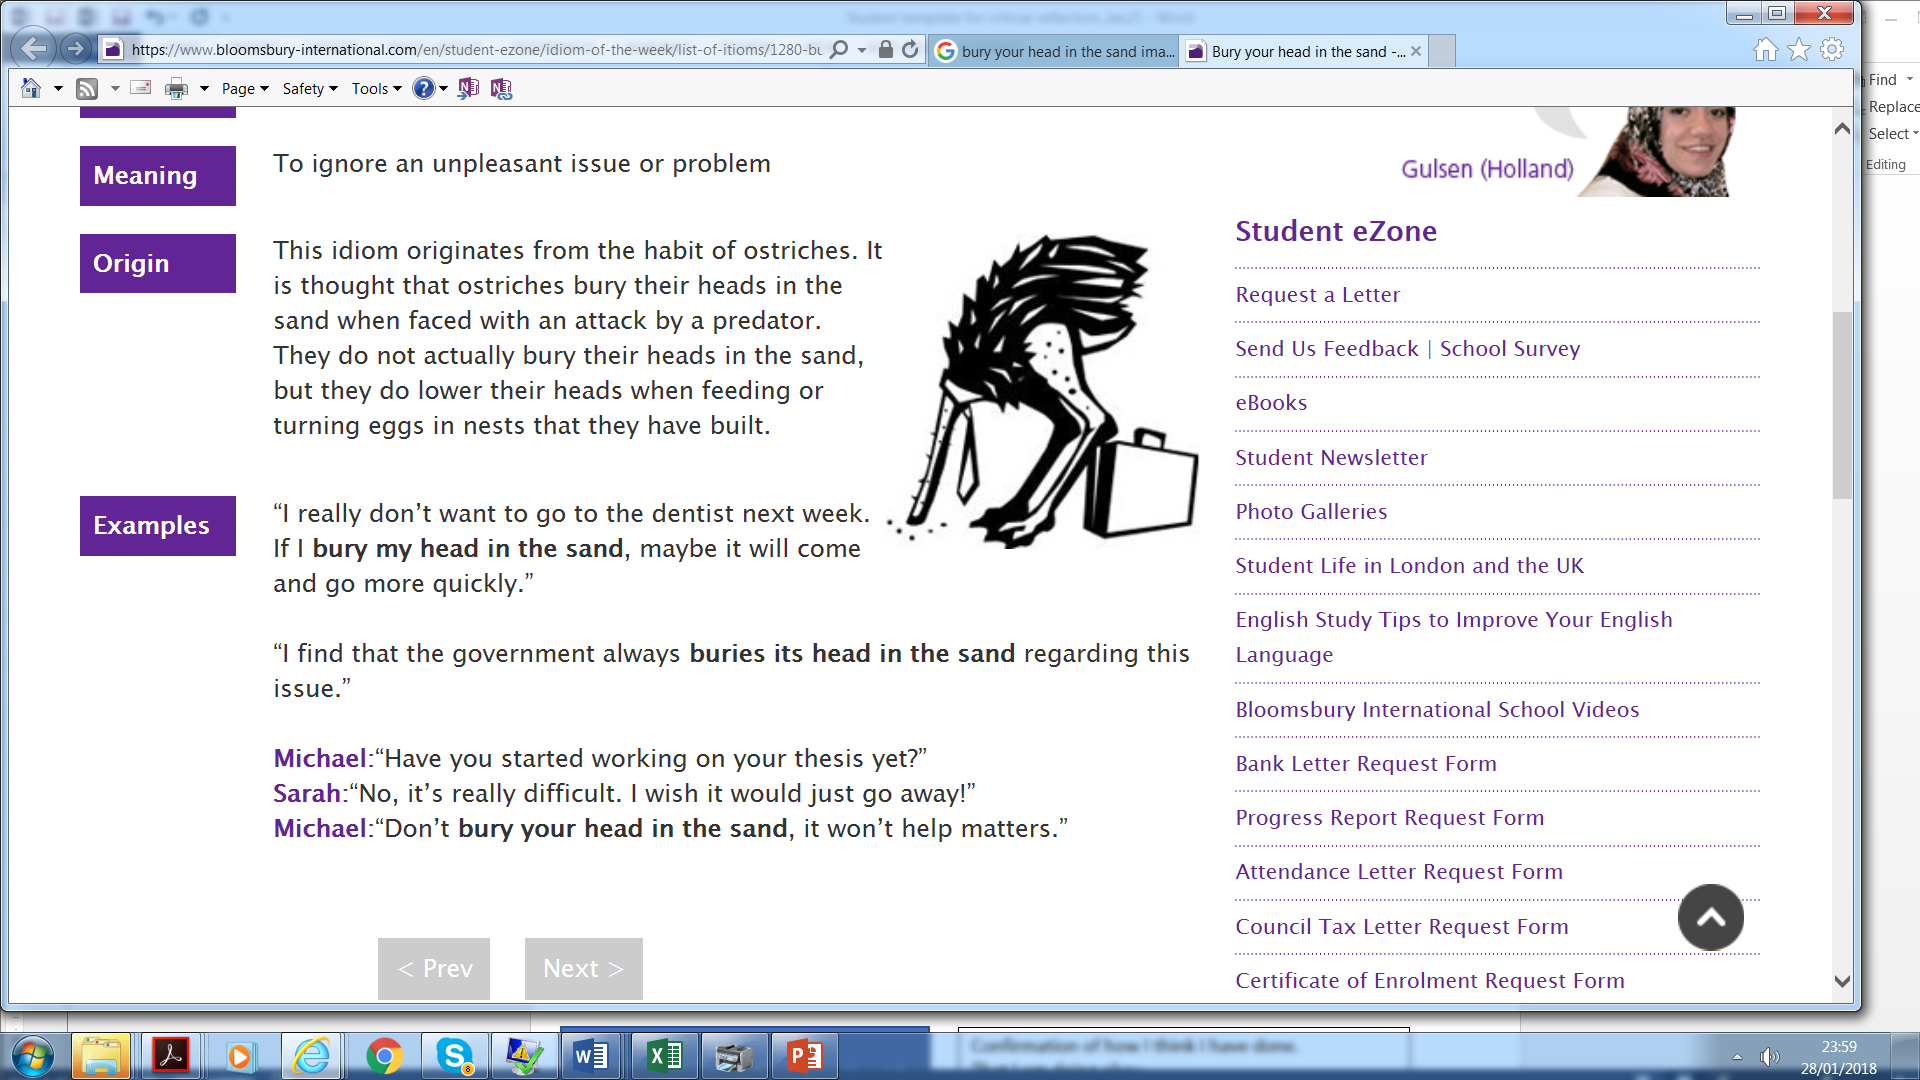 Student template for critical reflection_Jan25 - Word
https://www.bloomsbury-international.com/en/student-ezone/idiom-of-the-week/list-of-itioms/1280-bu
bury your head in the sand ima...
Bury your head in the sand -...
Page
Safety
Tools
Find
Replace
Select
Editing
Gulsen (Holland)
Meaning
To ignore an unpleasant issue or problem
Origin
This idiom originates from the habit of ostriches. It
is thought that ostriches bury their heads in the
sand when faced with an attack by a predator.
They do not actually bury their heads in the sand,
but they do lower their heads when feeding or
turning eggs in nests that they have built.
Examples
“I really don’t want to go to the dentist next week.
If I bury my head in the sand, maybe it will come
and go more quickly.”
“I find that the government always buries its head in the sand regarding this
issue.”
Michael:“Have you started working on your thesis yet?”
Sarah:“No, it’s really difficult. I wish it would just go away!”
Michael:“Don’t bury your head in the sand, it won’t help matters.”
< Prev
Next >
Student eZone
Request a Letter
Send Us Feedback | School Survey
eBooks
Student Newsletter
Photo Galleries
Student Life in London and the UK
English Study Tips to Improve Your English
Language
Bloomsbury International School Videos
Bank Letter Request Form
Progress Report Request Form
Attendance Letter Request Form
Council Tax Letter Request Form
Certificate of Enrolment Request Form
Confirmation of how I think I have done.
23:59
28/01/2018